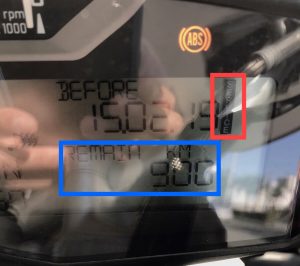 rpm
1000
ABS
BEFORE
15.02.19
REMAIN KM
900